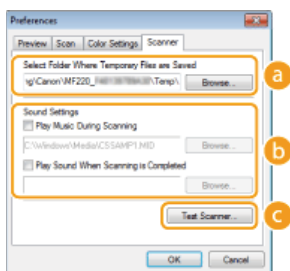 Preferences
Preview Scan Color Settings Scanner
Select Folder Where Temporary Files are Saved
g\Canon\MF220_ \Temp\ Browse... a
Sound Settings
Play Music During Scanning
C:\Windows\Media\CSSAMP1.MID Browse... b
Play Sound When Scanning is Completed
Browse...
Test Scanner... c
OK Cancel